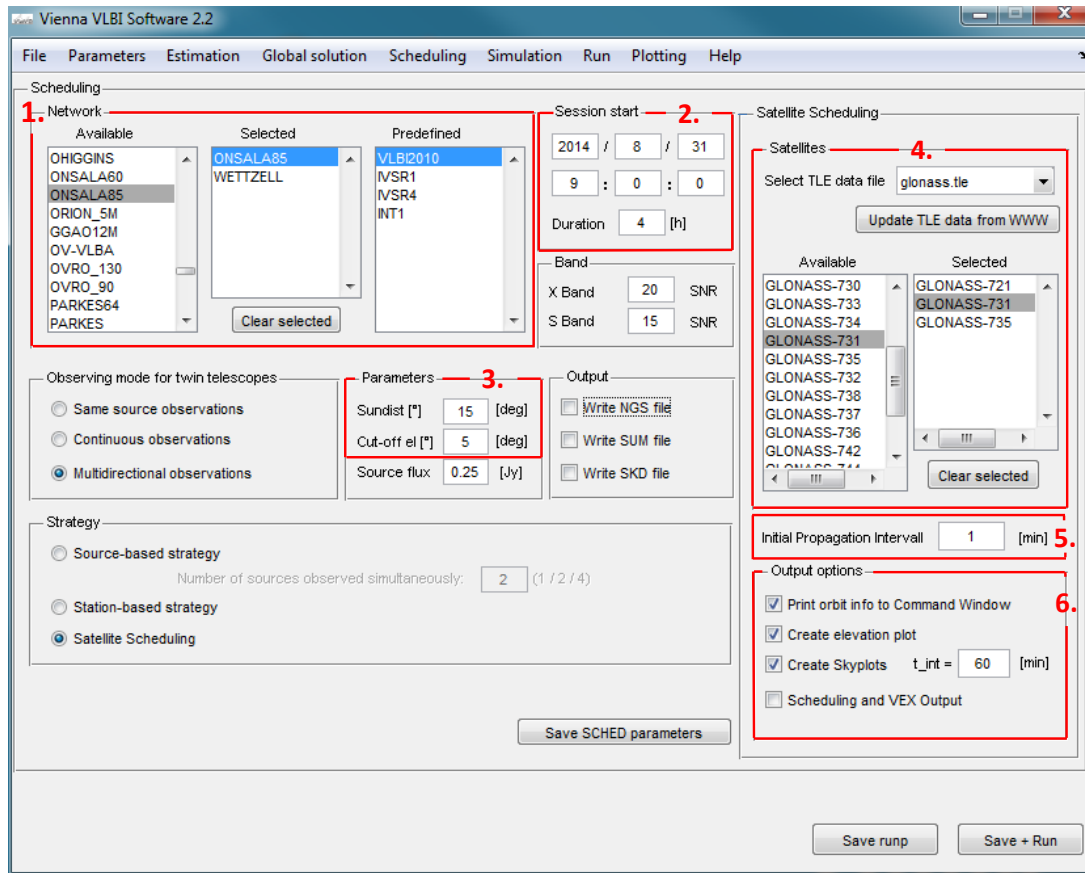 Vienna VLBI Software 2.2
File Parameters Estimation Global solution Scheduling Simulation Run Plotting Help
Scheduling
1. Network
Available Selected Predefined
OHIGGINS
ONSALA60
ONSALA85
ORION_5M
GGAO12M
OV-VLBA
OVRO_130
OVRO_90
PARKES64
PARKES
ONSALA85
WETTZELL
Clear selected
VLBI2010
IVSR1
IVSR4
INT1
Session start 2.
2014 / 8 / 31
9 : 0 : 0
Duration 4 [h]
Band
X Band 20 SNR
S Band 15 SNR
Observing mode for twin telescopes
Same source observations
Continuous observations
Multidirectional observations
Parameters 3.
Sundist [°] 15 [deg]
Cut-off el [°] 5 [deg]
Source flux 0.25 [Jy]
Output
Write NGS file
Write SUM file
Write SKD file
Strategy
Source-based strategy
Number of sources observed simultaneously: 2 (1 / 2 / 4)
Station-based strategy
Satellite Scheduling
Save SCHED parameters
Satellite Scheduling
Satellites 4.
Select TLE data file glonass.tle
Update TLE data from WWW
Available Selected
GLONASS-730
GLONASS-733
GLONASS-734
GLONASS-731
GLONASS-735
GLONASS-732
GLONASS-738
GLONASS-737
GLONASS-736
GLONASS-742
GLONASS-744
GLONASS-721
GLONASS-731
GLONASS-735
Clear selected
Initial Propagation Intervall 1 [min] 5.
Output options
Print orbit info to Command Window 6.
Create elevation plot
Create Skyplots t_int = 60 [min]
Scheduling and VEX Output
Save runp Save + Run